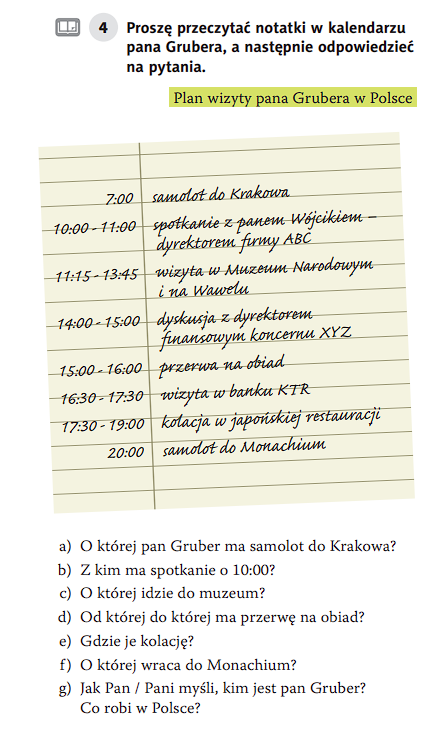 4 Proszę przeczytać notatki w kalendarzu
pana Grubera, a następnie odpowiedzieć
na pytania.
Plan wizyty pana Grubera w Polsce
7:00 samolot do Krakowa
10:00 - 11:00 spotkanie z panem Wójcikiem –
dyrektorem firmy ABC
11:15 - 13:45 wizyta w Muzeum Narodowym
i na Wawelu
14:00 - 15:00 dyskusja z dyrektorem
finansowym koncernu XYZ
15:00 - 16:00 przerwa na obiad
16:30 - 17:30 wizyta w banku KTR
17:30 - 19:00 kolacja w japońskiej restauracji
20:00 samolot do Monachium
a) O której pan Gruber ma samolot do Krakowa?
b) Z kim ma spotkanie o 10:00?
c) O której idzie do muzeum?
d) Od której do której ma przerwę na obiad?
e) Gdzie je kolację?
f) O której wraca do Monachium?
g) Jak Pan / Pani myśli, kim jest pan Gruber?
Co robi w Polsce?